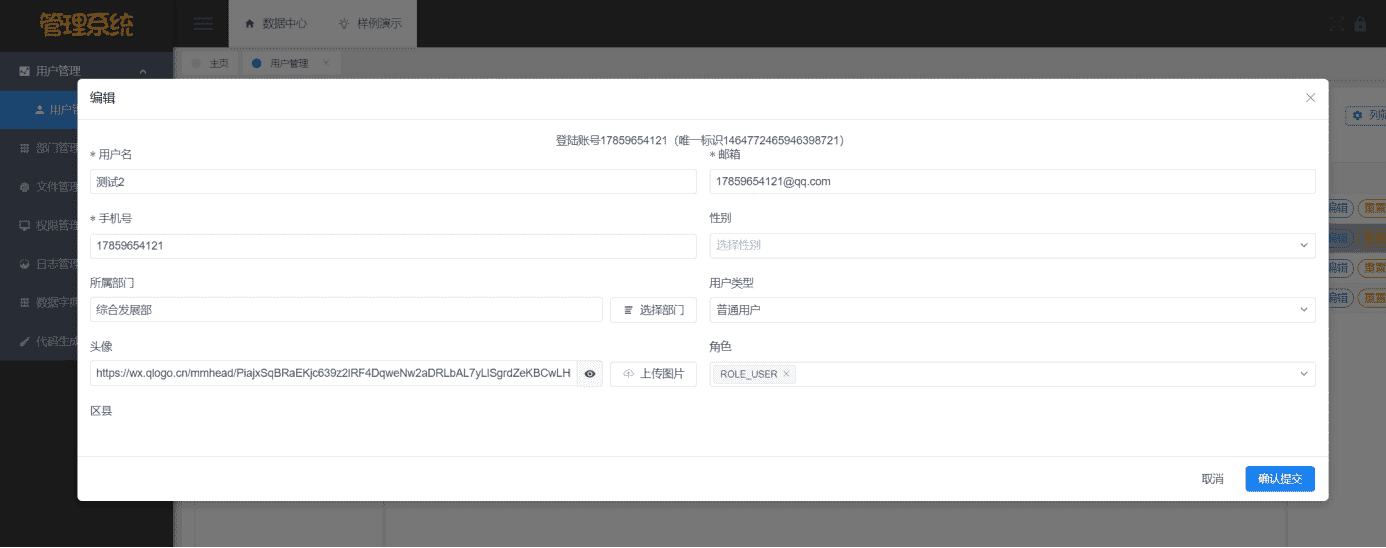 管理系统
数据中心
样例演示
主页
用户管理
用户管理
用户管
部门管理
文件管理
权限管理
日志管理
数据字典
代码生成
列
编辑
×
登陆账号17859654121（唯一标识1464772465946398721）
* 用户名
* 邮箱
测试2
17859654121@qq.com
* 手机号
性别
17859654121
选择性别
所属部门
用户类型
综合发展部
选择部门
普通用户
头像
角色
https://wx.qlogo.cn/mmhead/PiajxSqBRaEKjc639z2lRF4DqweNw2aDRLbAL7yLlSgrdZeKBCwLH
上传图片
ROLE_USER ×
区县
取消
确认提交
编辑
重置
编辑
重置
编辑
重置
编辑
重置